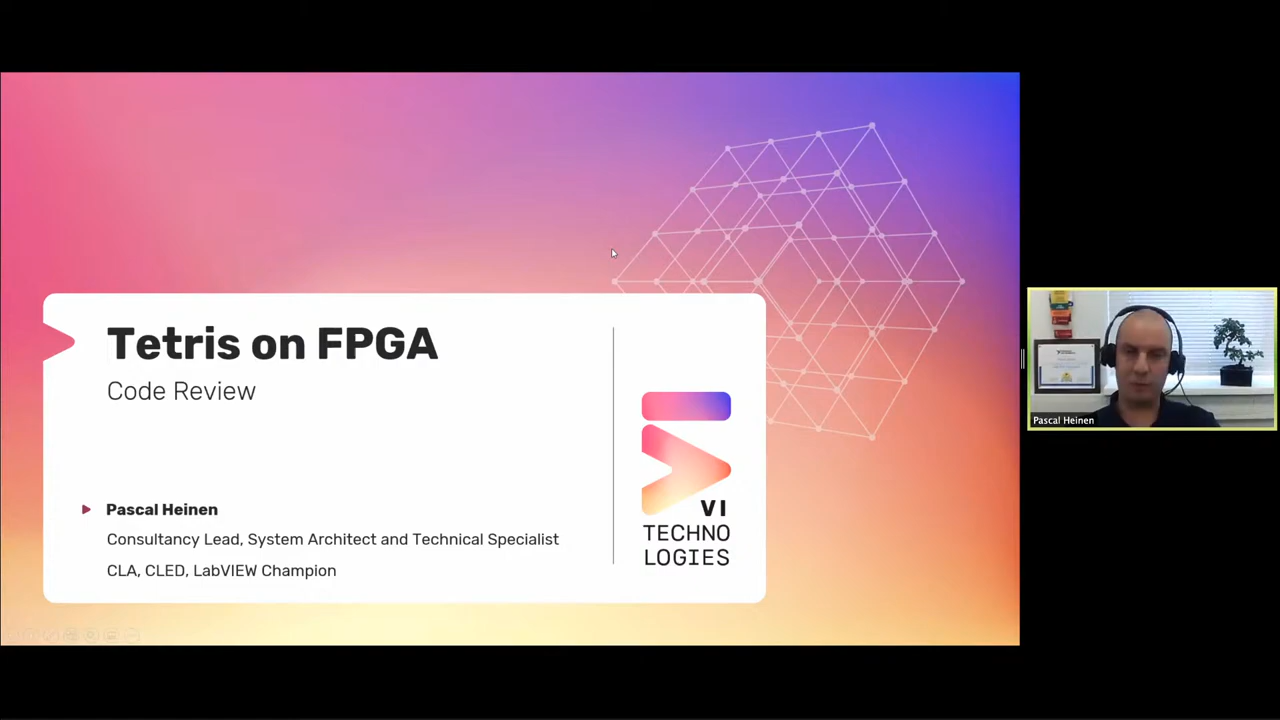 Tetris on FPGA
Code Review
Pascal Heinen
Consultancy Lead, System Architect and Technical Specialist
CLA, CLED, LabVIEW Champion
VI
TECHNO
LOGIES
Pascal Heinen